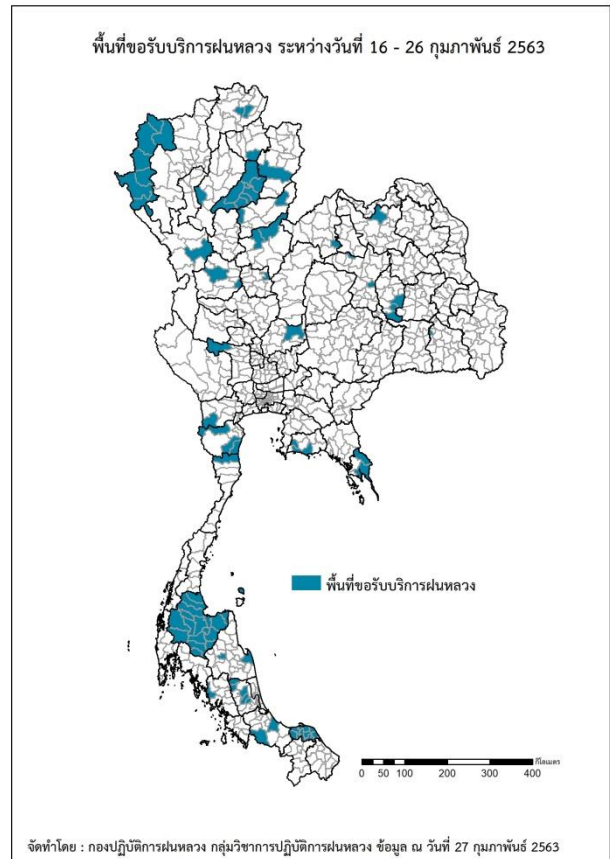 พื้นที่ขอรับบริการฝนหลวง ระหว่างวันที่ 16 - 26 กุมภาพันธ์ 2563
พื้นที่ขอรับบริการฝนหลวง
กิโลเมตร
0 50 100 200 300 400
จัดทำโดย : กองปฏิบัติการฝนหลวง กลุ่มวิชาการปฏิบัติการฝนหลวง ข้อมูล ณ วันที่ 27 กุมภาพันธ์ 2563